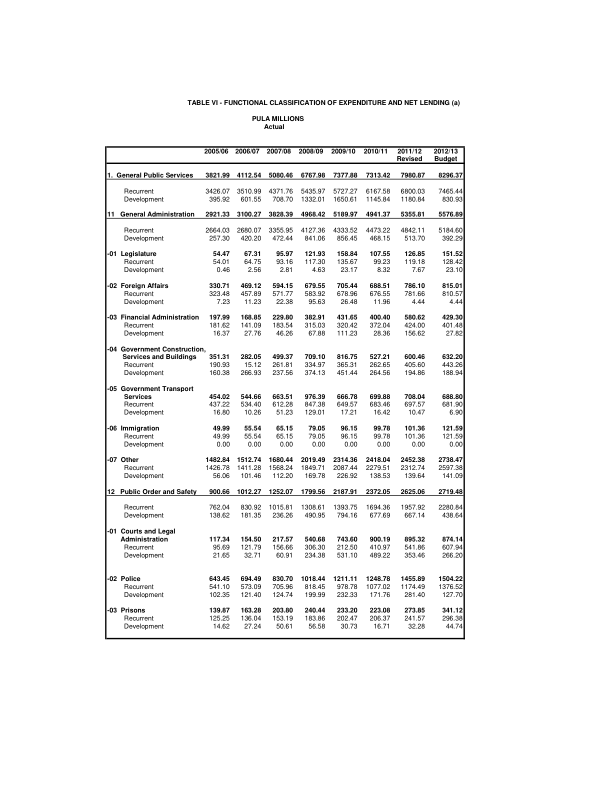 TABLE VI - FUNCTIONAL CLASSIFICATION OF EXPENDITURE AND NET LENDING (a)
PULA MILLIONS
Actual
2005/06 2006/07 2007/08 2008/09 2009/10 2010/11 2011/12 2012/13
Revised Budget
1. General Public Services 3821.99 4112.54 5080.46 6767.98 7377.88 7313.42 7980.87 8296.37
Recurrent 3426.07 3510.99 4371.76 5435.97 5727.27 6167.58 6800.03 7465.44
Development 395.92 601.55 708.70 1332.01 1650.61 1145.84 1180.84 830.93
11 General Administration 2921.33 3100.27 3828.39 4968.42 5189.97 4941.37 5355.81 5576.89
Recurrent 2664.03 2680.07 3355.95 4127.36 4333.52 4473.22 4842.11 5184.60
Development 257.30 420.20 472.44 841.06 856.45 468.15 513.70 392.29
-01 Legislature 54.47 67.31 95.97 121.93 158.84 107.55 126.85 151.52
Recurrent 54.01 64.75 93.16 117.30 135.67 99.23 119.18 128.42
Development 0.46 2.56 2.81 4.63 23.17 8.32 7.67 23.10
-02 Foreign Affairs 330.71 469.12 594.15 679.55 705.44 688.51 786.10 815.01
Recurrent 323.48 457.89 571.77 583.92 678.96 676.55 781.66 810.57
Development 7.23 11.23 22.38 95.63 26.48 11.96 4.44 4.44
-03 Financial Administration 197.99 168.85 229.80 382.91 431.65 400.40 580.62 429.30
Recurrent 181.62 141.09 183.54 315.03 320.42 372.04 424.00 401.48
Development 16.37 27.76 46.26 67.88 111.23 28.36 156.62 27.82
-04 Government Construction,
Services and Buildings 351.31 282.05 499.37 709.10 816.75 527.21 600.46 632.20
Recurrent 190.93 15.12 261.81 334.97 365.31 262.65 405.60 443.26
Development 160.38 266.93 237.56 374.13 451.44 264.56 194.86 188.94
-05 Government Transport
Services 454.02 544.66 663.51 976.39 666.78 699.88 708.04 688.80
Recurrent 437.22 534.40 612.28 847.38 649.57 683.46 697.57 681.90
Development 16.80 10.26 51.23 129.01 17.21 16.42 10.47 6.90
-06 Immigration 49.99 55.54 65.15 79.05 96.15 99.78 101.36 121.59
Recurrent 49.99 55.54 65.15 79.05 96.15 99.78 101.36 121.59
Development 0.00 0.00 0.00 0.00 0.00 0.00 0.00 0.00
-07 Other 1482.84 1512.74 1680.44 2019.49 2314.36 2418.04 2452.38 2738.47
Recurrent 1426.78 1411.28 1568.24 1849.71 2087.44 2279.51 2312.74 2597.38
Development 56.06 101.46 112.20 169.78 226.92 138.53 139.64 141.09
12 Public Order and Safety 900.66 1012.27 1252.07 1799.56 2187.91 2372.05 2625.06 2719.48
Recurrent 762.04 830.92 1015.81 1308.61 1393.75 1694.36 1957.92 2280.84
Development 138.62 181.35 236.26 490.95 794.16 677.69 667.14 438.64
-01 Courts and Legal
Administration 117.34 154.50 217.57 540.68 743.60 900.19 895.32 874.14
Recurrent 95.69 121.79 156.66 306.30 212.50 410.97 541.86 607.94
Development 21.65 32.71 60.91 234.38 531.10 489.22 353.46 266.20
-02 Police 643.45 694.49 830.70 1018.44 1211.11 1248.78 1455.89 1504.22
Recurrent 541.10 573.09 705.96 818.45 978.78 1077.02 1174.49 1376.52
Development 102.35 121.40 124.74 199.99 232.33 171.76 281.40 127.70
-03 Prisons 139.87 163.28 203.80 240.44 233.20 223.08 273.85 341.12
Recurrent 125.25 136.04 153.19 183.86 202.47 206.37 241.57 296.38
Development 14.62 27.24 50.61 56.58 30.73 16.71 32.28 44.74